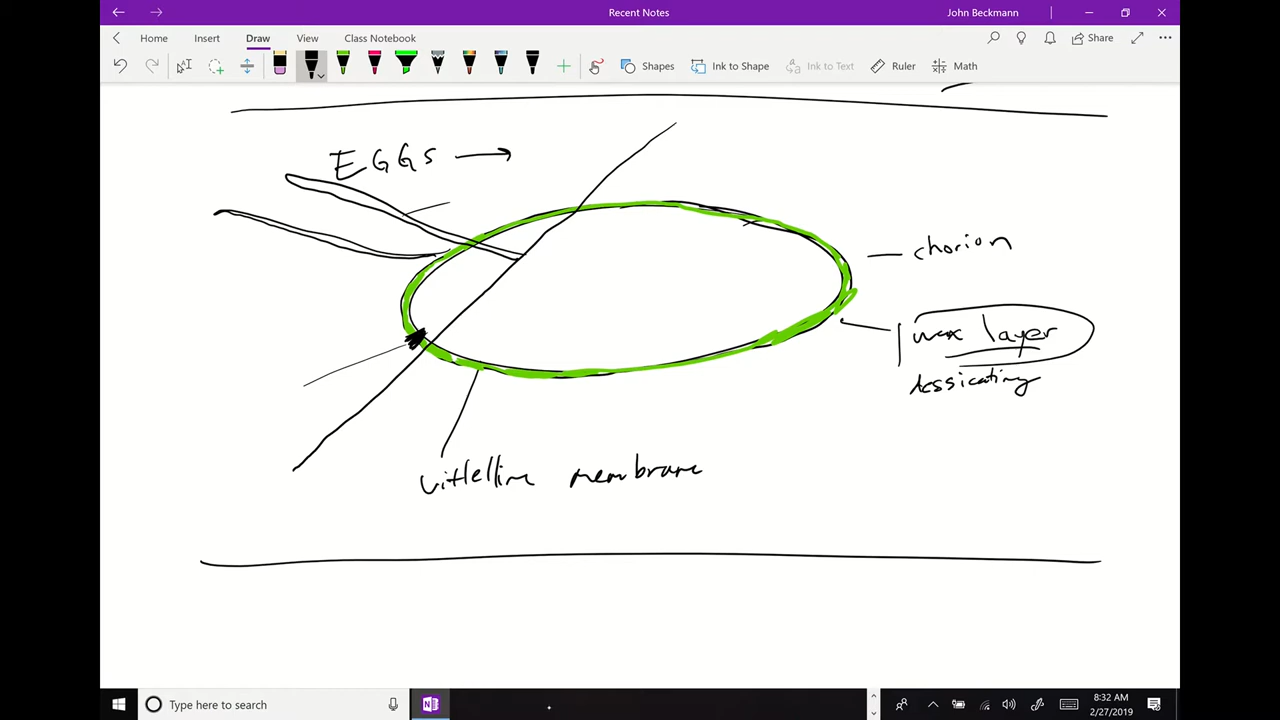 Recent Notes
John Beckmann
Home Insert Draw View Class Notebook
Share
Shapes
Ink to Shape
Ink to Text
Ruler
Math
EGGS
chorion
wax layer
dessicating
vitelline membrane
Type here to search
8:32 AM
2/27/2019